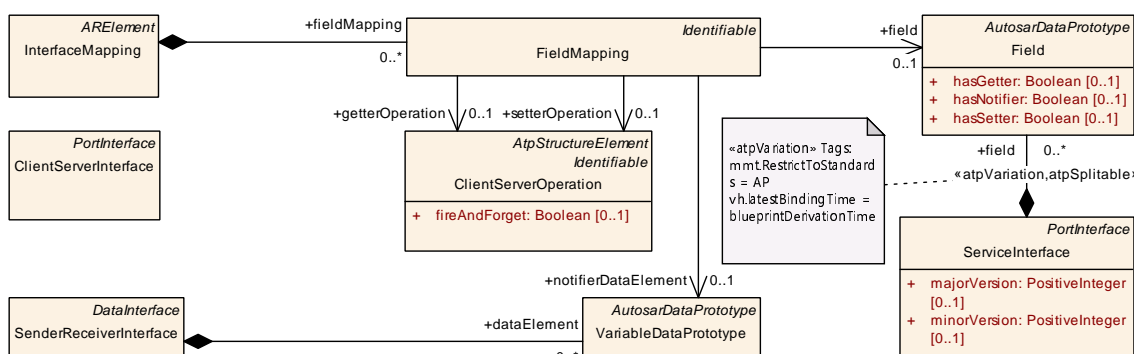 ARElement
InterfaceMapping
+fieldMapping
0..*
Identifiable
FieldMapping
+field
0..1
AutosarDataPrototype
Field
+ hasGetter: Boolean [0..1]
+ hasNotifier: Boolean [0..1]
+ hasSetter: Boolean [0..1]
+getterOperation
0..1
+setterOperation
0..1
PortInterface
ClientServerInterface
AtpStructureElement
Identifiable
ClientServerOperation
+ fireAndForget: Boolean [0..1]
«atpVariation» Tags:
mmt.RestrictToStandard
s = AP
vh.latestBindingTime =
blueprintDerivationTime
+field
0..*
«atpVariation,atpSplitable»
PortInterface
ServiceInterface
+ majorVersion: PositiveInteger
[0..1]
+ minorVersion: PositiveInteger
[0..1]
+notifierDataElement
0..1
DataInterface
SenderReceiverInterface
+dataElement
0..*
AutosarDataPrototype
VariableDataPrototype